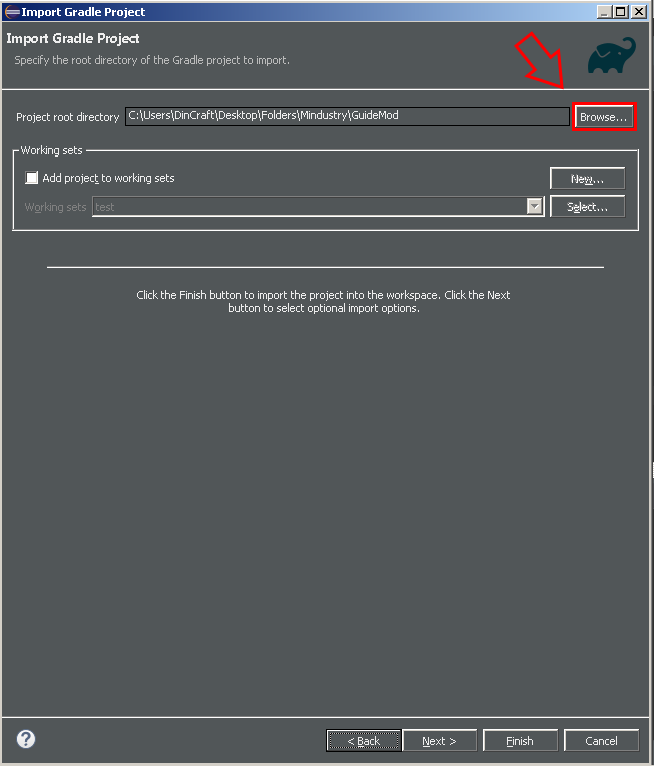 Import Gradle Project
Import Gradle Project
Specify the root directory of the Gradle project to import.
Project root directory C:\Users\DinCraft\Desktop\Folders\Mindustry\GuideMod Browse...
Working sets
Add project to working sets New...
Working sets test Select...
Click the Finish button to import the project into the workspace. Click the Next
button to select optional import options.
? < Back Next > Finish Cancel